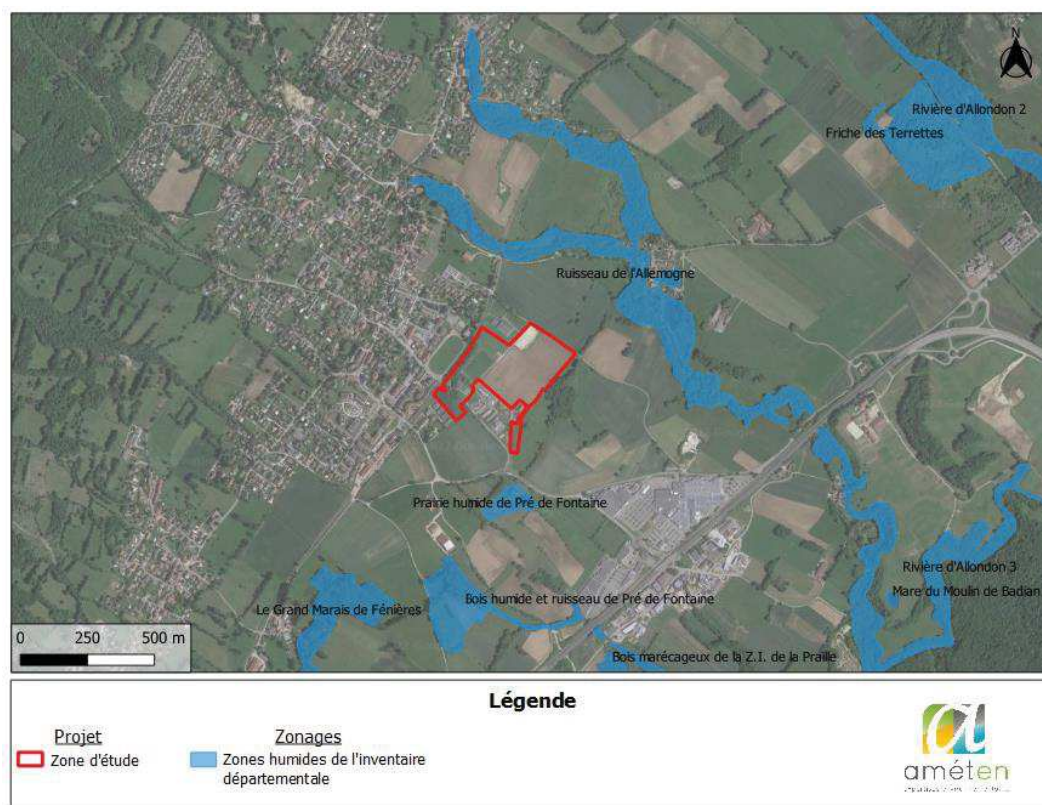 N
Rivière d'Allondon 2
Friche des Terrettes
Ruisseau de l'Allemogne
Prairie humide de Pré de Fontaine
Rivière d'Allondon 3
Mare du Moulin de Badian
Le Grand Marais de Fénières
Bois humide et ruisseau de Pré de Fontaine
Bois marécageux de la Z.I. de la Praille
0 250 500 m
Légende
Projet
Zone d'étude
Zonages
Zones humides de l'inventaire
départementale
améten